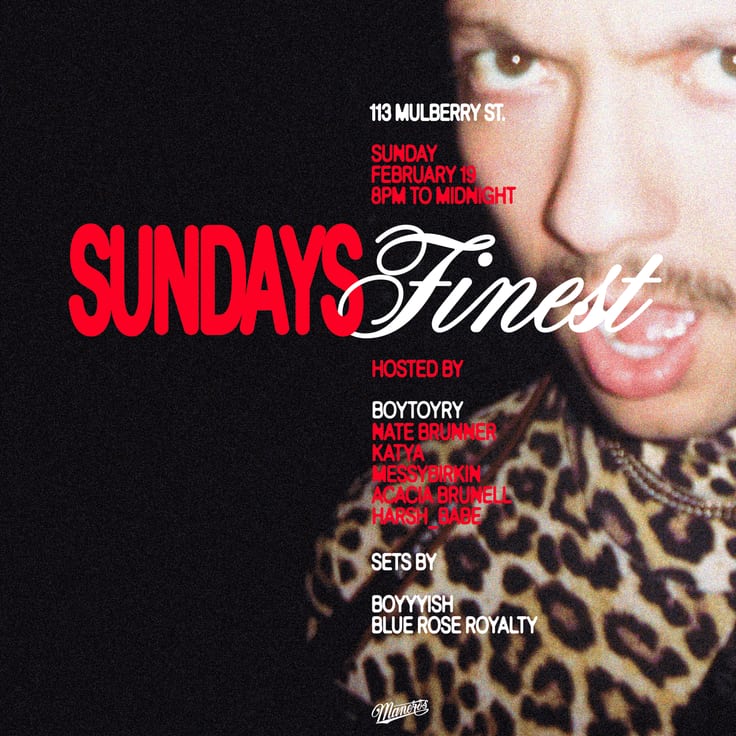 113 MULBERRY ST.
SUNDAY
FEBRUARY 19
8PM TO MIDNIGHT
SUNDAYS Finest
HOSTED BY
BOYTOYRY
NATE BRUNNER
KATYA
MESSYBIRKIN
ACACIA BRUNELL
HARSH_BABE
SETS BY
BOYYYISH
BLUE ROSE ROYALTY
Maneros